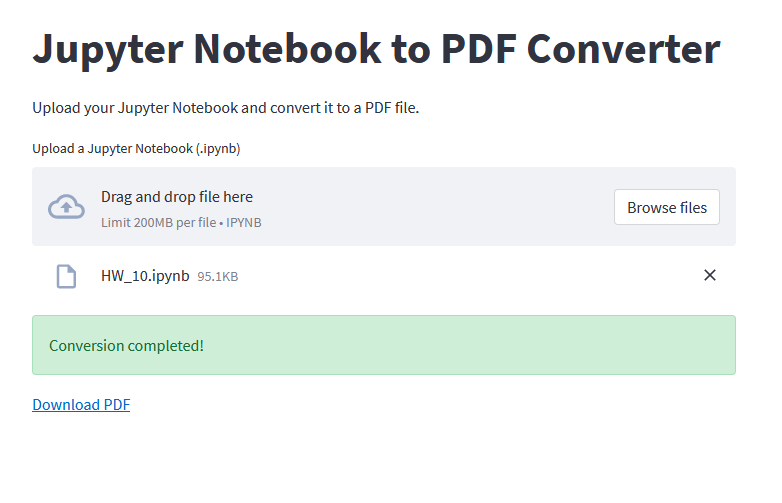 Jupyter Notebook to PDF Converter
Upload your Jupyter Notebook and convert it to a PDF file.
Upload a Jupyter Notebook (.ipynb)
Drag and drop file here
Limit 200MB per file • IPYNB
Browse files
HW_10.ipynb 95.1KB
Conversion completed!
Download PDF